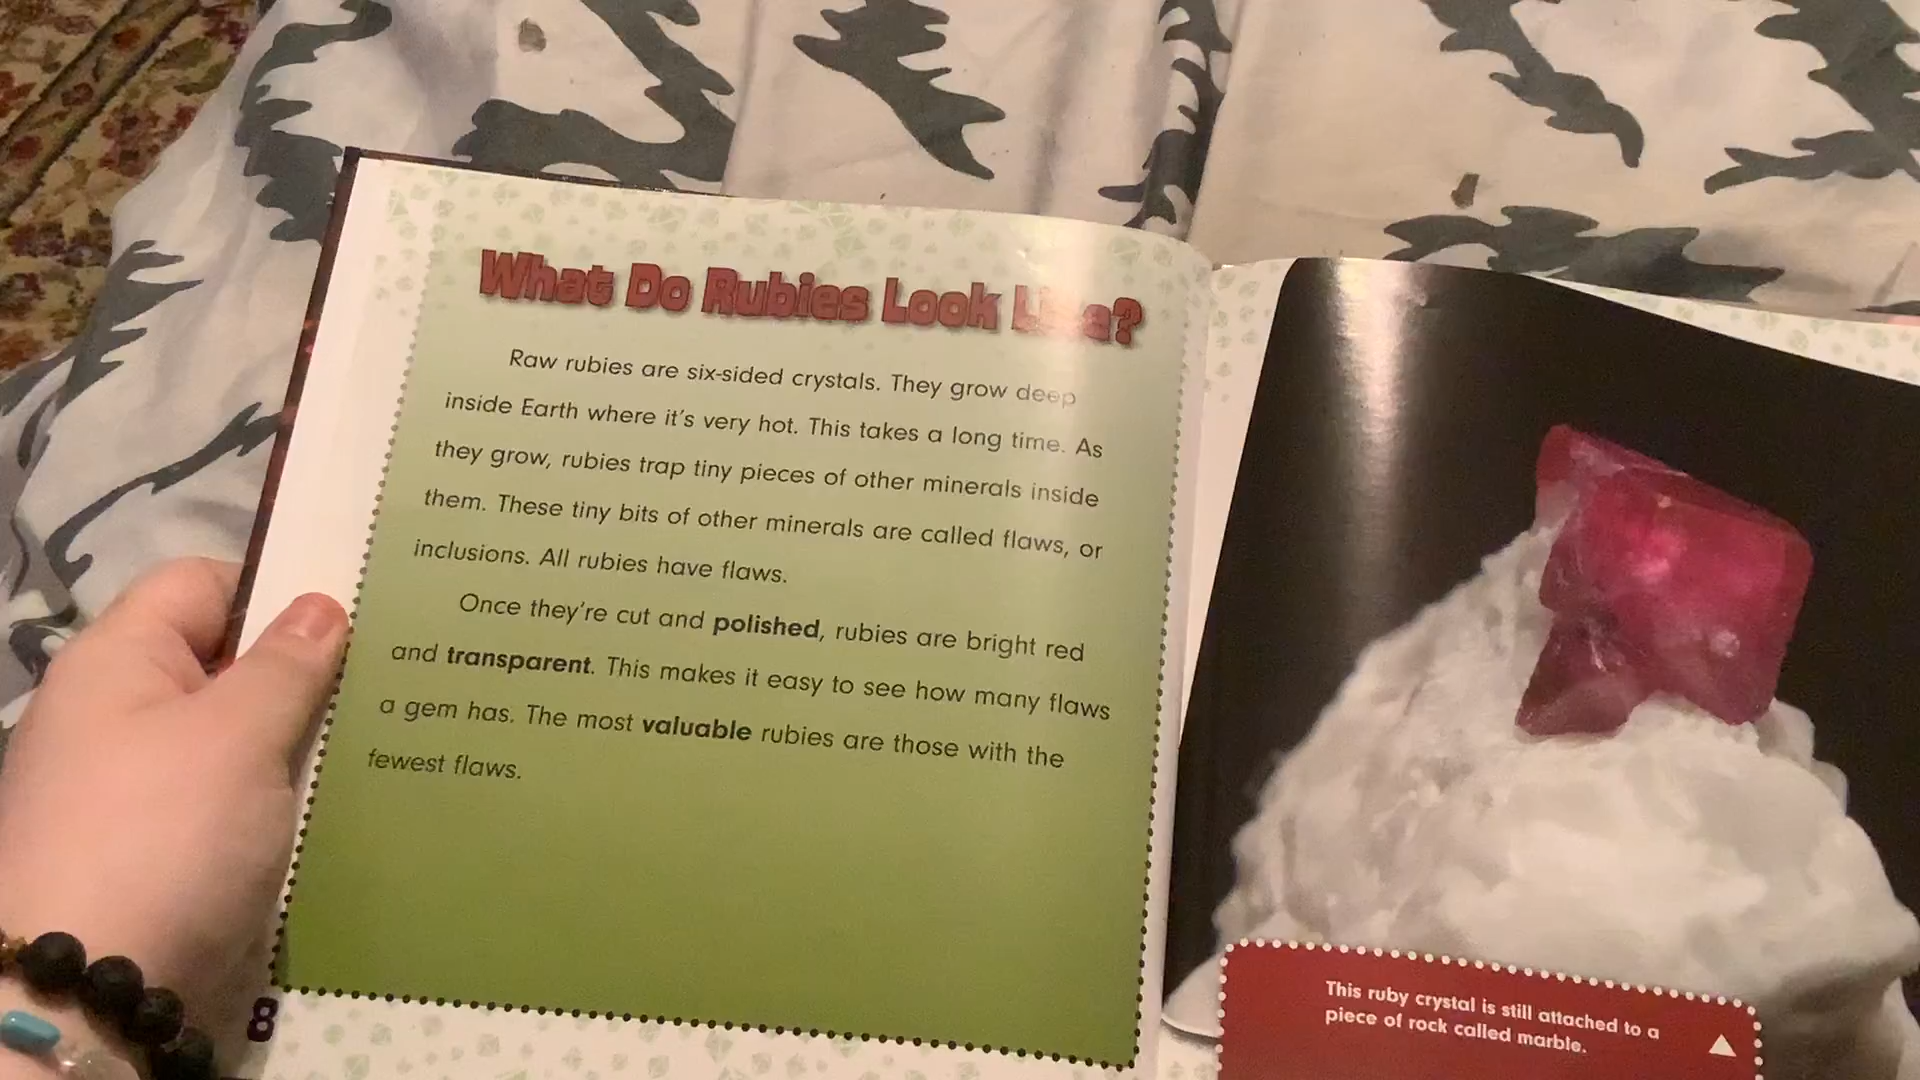 What Do Rubies Look Like?
Raw rubies are six-sided crystals. They grow deep
inside Earth where it's very hot. This takes a long time. As
they grow, rubies trap tiny pieces of other minerals inside
them. These tiny bits of other minerals are called flaws, or
inclusions. All rubies have flaws.
Once they're cut and polished, rubies are bright red
and transparent. This makes it easy to see how many flaws
a gem has. The most valuable rubies are those with the
fewest flaws.
8
This ruby crystal is still attached to a
piece of rock called marble.